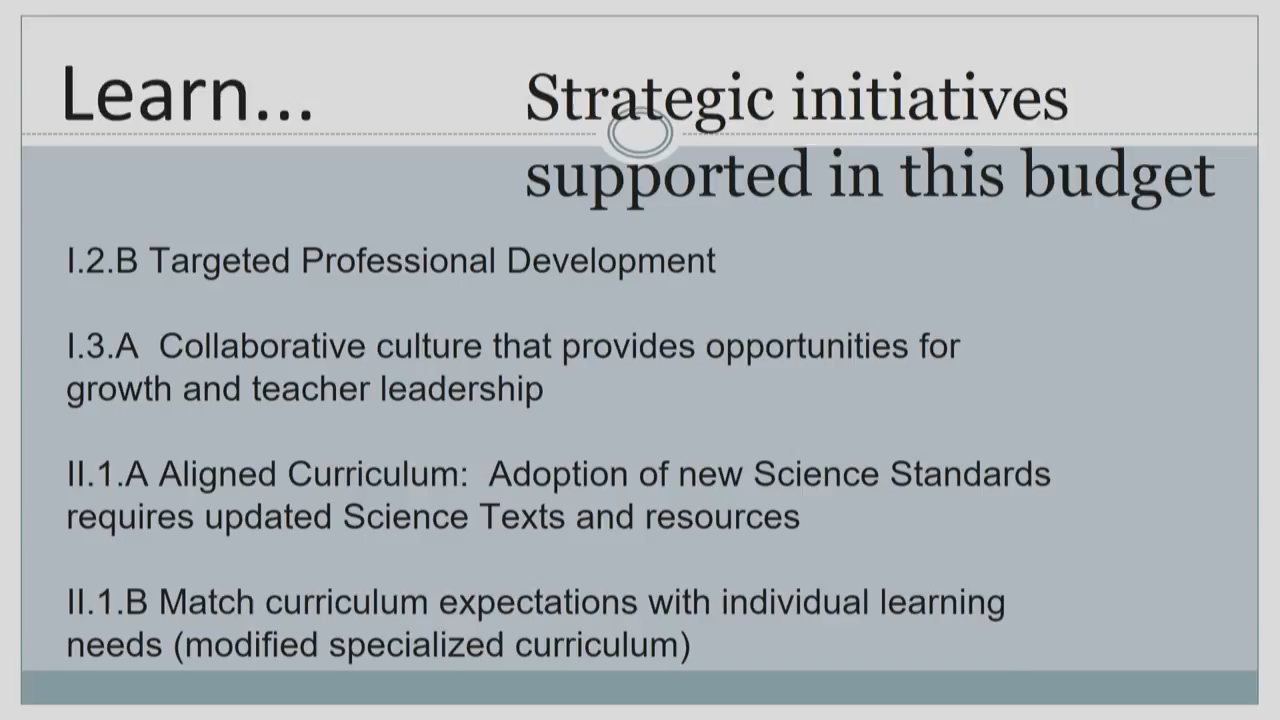 Learn...
Strategic initiatives
supported in this budget
I.2.B Targeted Professional Development
I.3.A  Collaborative culture that provides opportunities for
growth and teacher leadership
II.1.A Aligned Curriculum:  Adoption of new Science Standards
requires updated Science Texts and resources
II.1.B Match curriculum expectations with individual learning
needs (modified specialized curriculum)